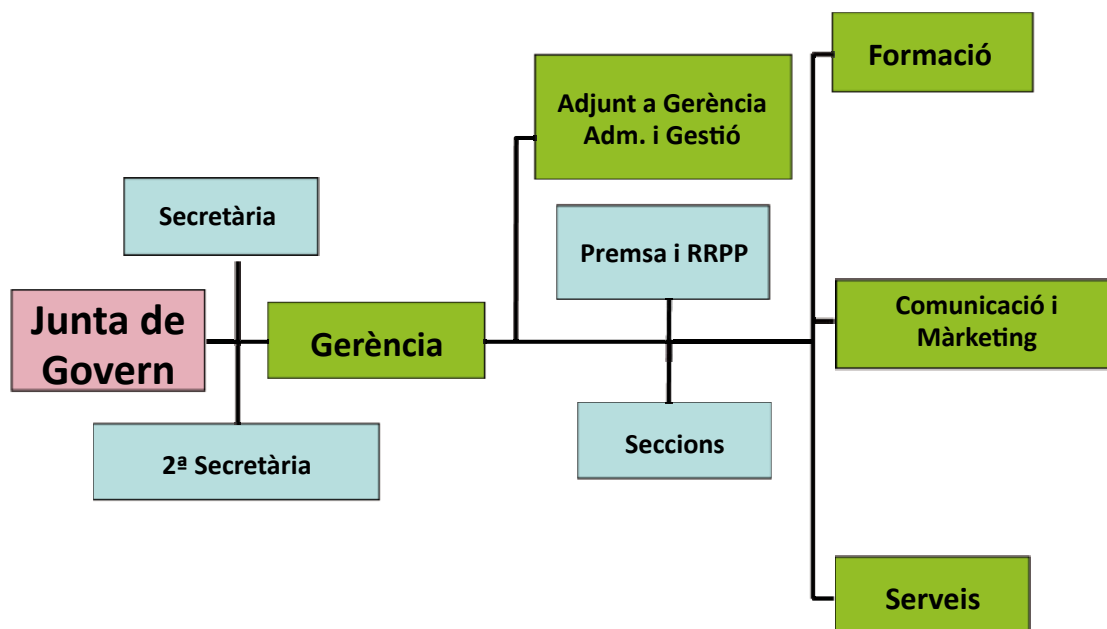 Formació
Adjunt a Gerència
Adm. i Gestió
Secretària
Premsa i RRPP
Junta de
Govern
Gerència
Comunicació i
Màrketing
2ª Secretària
Seccions
Serveis